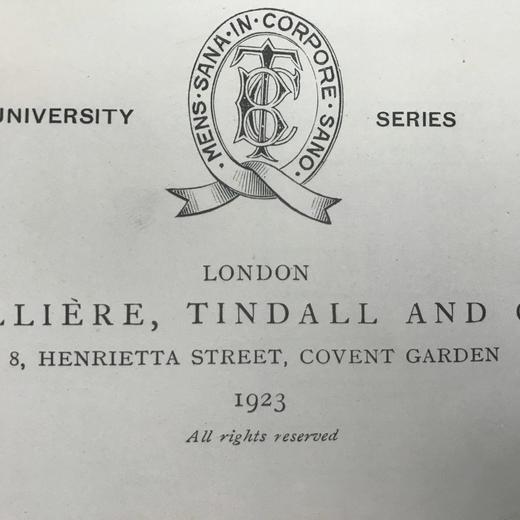 ·MENS·SANA·IN·CORPORE·SANO·
BTC
UNIVERSITY SERIES
LONDON
LLIÈRE, TINDALL AND
8, HENRIETTA STREET, COVENT GARDEN
1923
All rights reserved